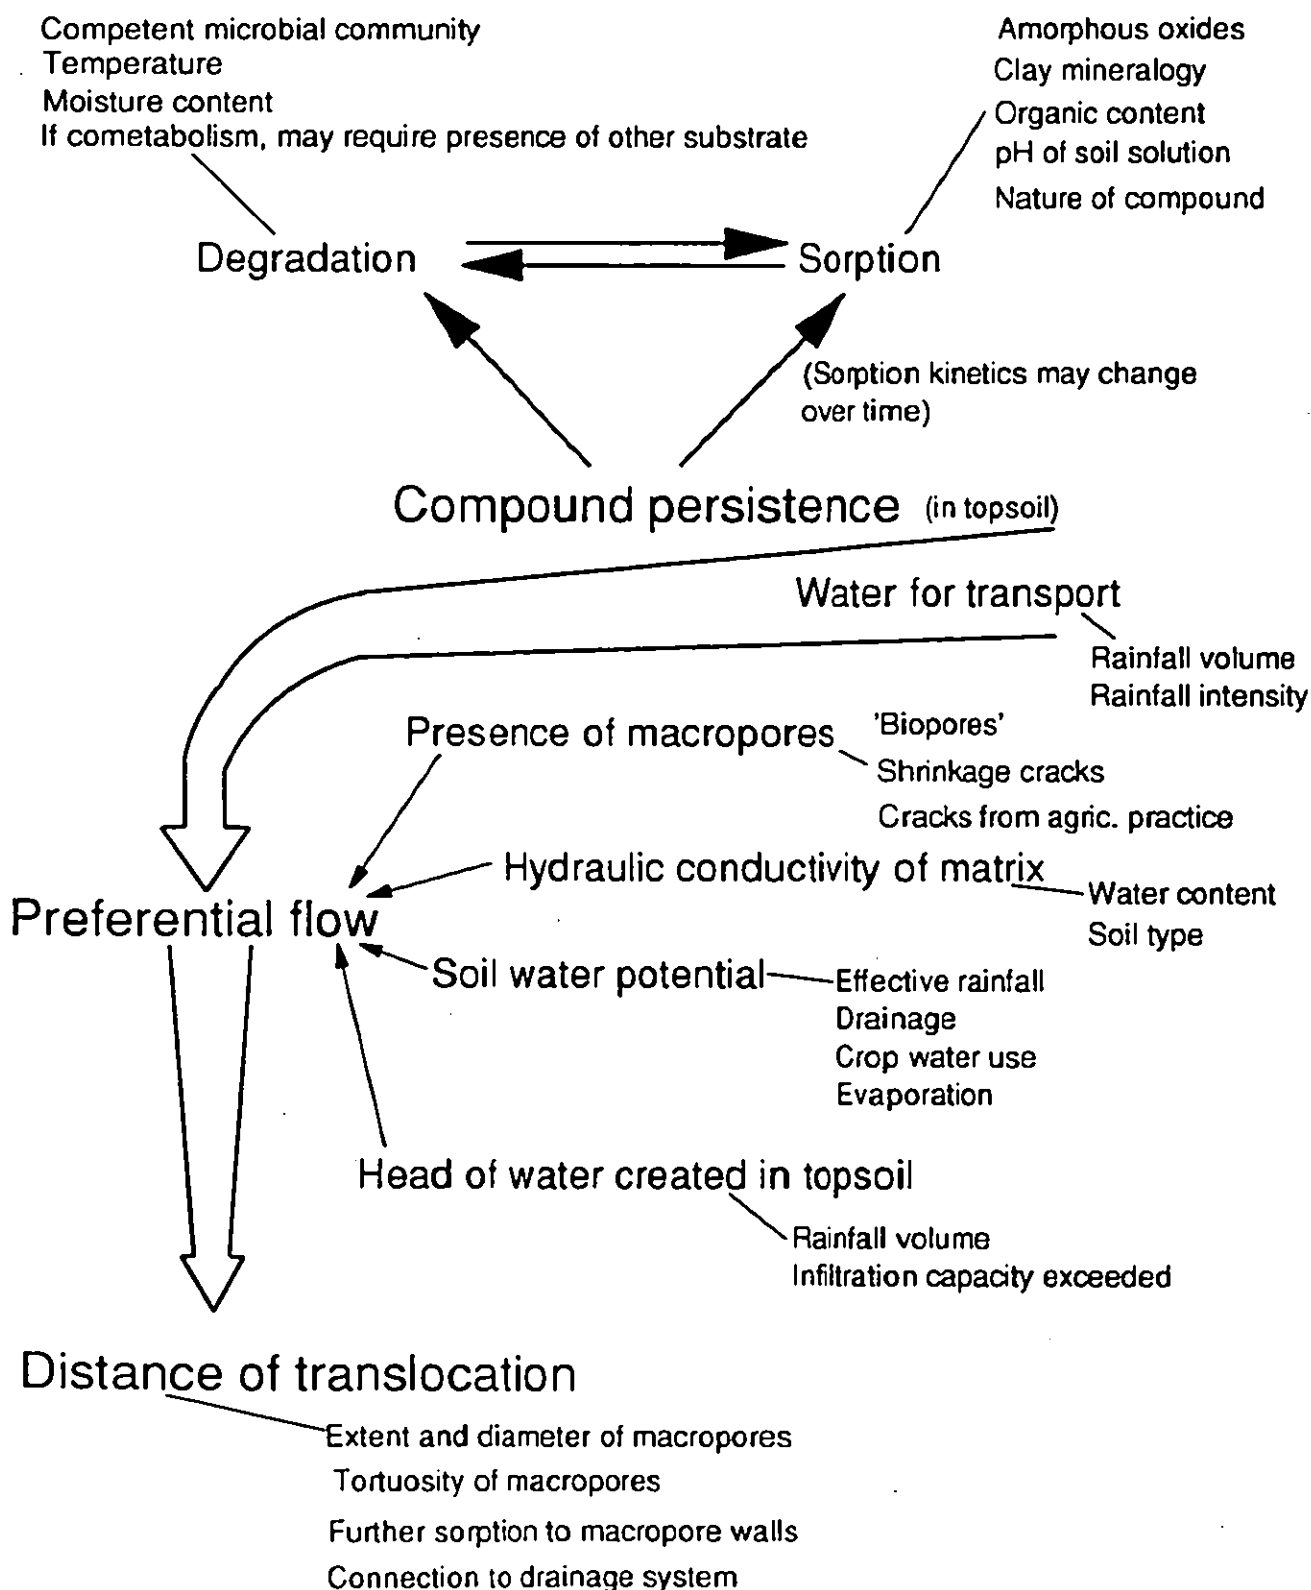 Competent microbial community
Temperature
Moisture content
If cometabolism, may require presence of other substrate
Amorphous oxides
Clay mineralogy
Organic content
pH of soil solution
Nature of compound
Degradation
Sorption
(Sorption kinetics may change
over time)
Compound persistence (in topsoil)
Water for transport
Rainfall volume
Rainfall intensity
Presence of macropores
'Biopores'
Shrinkage cracks
Cracks from agric. practice
Hydraulic conductivity of matrix
Water content
Soil type
Preferential flow
Soil water potential
Effective rainfall
Drainage
Crop water use
Evaporation
Head of water created in topsoil
Rainfall volume
Infiltration capacity exceeded
Distance of translocation
Extent and diameter of macropores
Tortuosity of macropores
Further sorption to macropore walls
Connection to drainage system